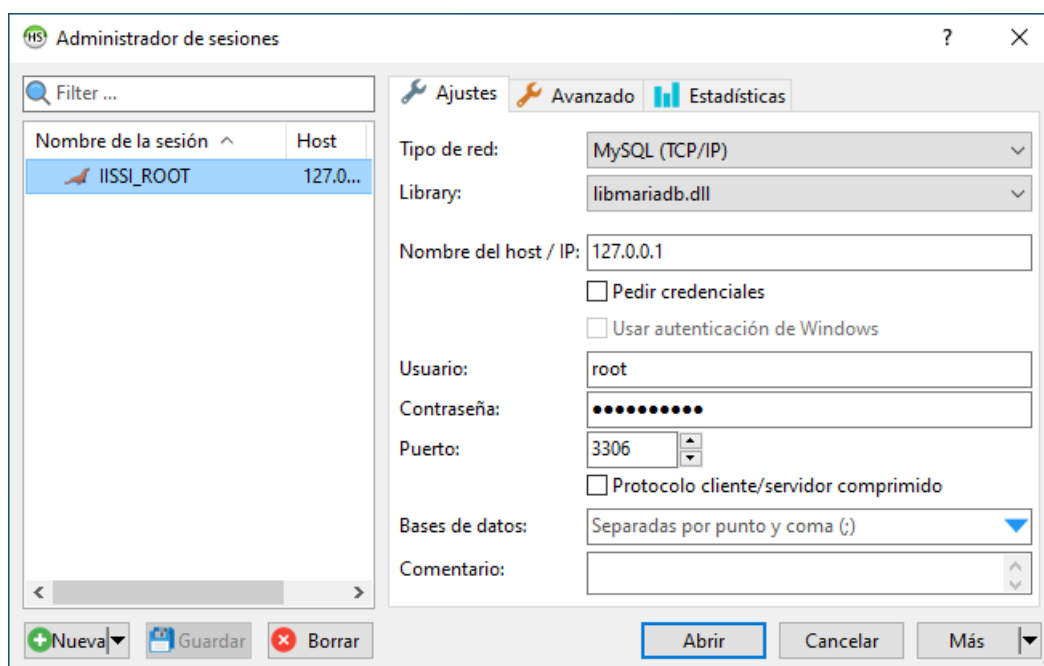 HS Administrador de sesiones ?
Filter ...
Nombre de la sesión Host
IISSI_ROOT 127.0...
Ajustes Avanzado Estadísticas
Tipo de red: MySQL (TCP/IP)
Library: libmariadb.dll
Nombre del host / IP: 127.0.0.1
Pedir credenciales
Usar autenticación de Windows
Usuario: root
Contraseña: ●●●●●●●●●●
Puerto: 3306
Protocolo cliente/servidor comprimido
Bases de datos: Separadas por punto y coma (;)
Comentario:
Nueva Guardar Borrar Abrir Cancelar Más